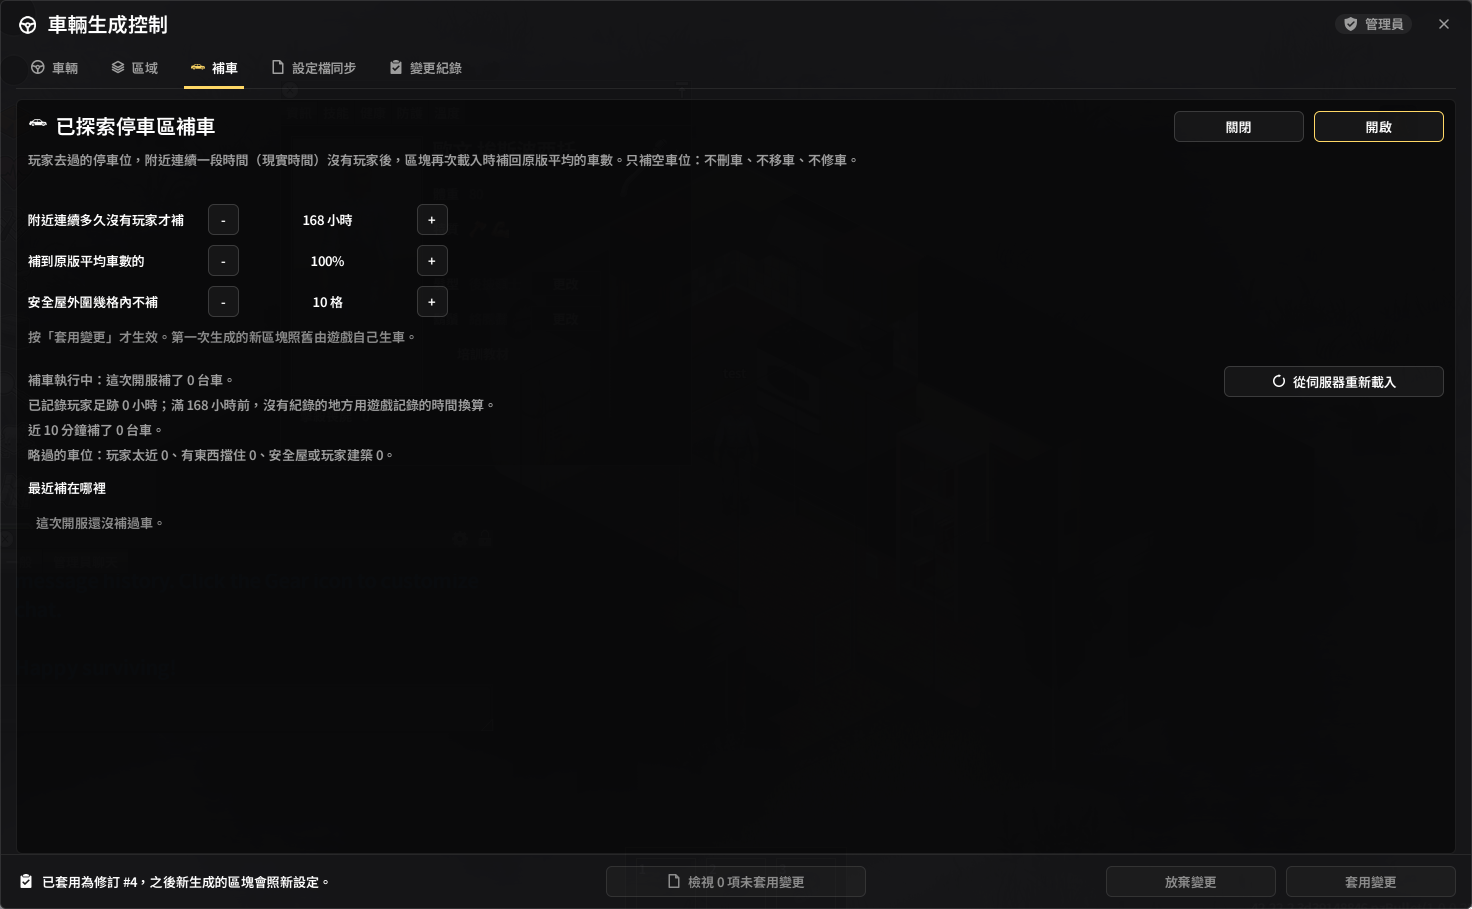 車輛生成控制
管理員
車輛
區域
補車
設定檔同步
變更紀錄
已探索停車區補車
關閉
開啟
玩家去過的停車位，附近連續一段時間（現實時間）沒有玩家後，區塊再次載入時補回原版平均的車數。只補空車位：不刪車、不移車、不修車。
附近連續多久沒有玩家才補
-
168 小時
+
補到原版平均車數的
-
100%
+
安全屋外圍幾格內不補
-
10 格
+
按「套用變更」才生效。第一次生成的新區塊照舊由遊戲自己生車。
補車執行中：這次開服補了 0 台車。
從伺服器重新載入
已記錄玩家足跡 0 小時；滿 168 小時前，沒有紀錄的地方用遊戲記錄的時間換算。
近 10 分鐘補了 0 台車。
略過的車位：玩家太近 0、有東西擋住 0、安全屋或玩家建築 0。
最近補在哪裡
這次開服還沒補過車。
已套用為修訂 #4，之後新生成的區塊會照新設定。
檢視 0 項未套用變更
放棄變更
套用變更